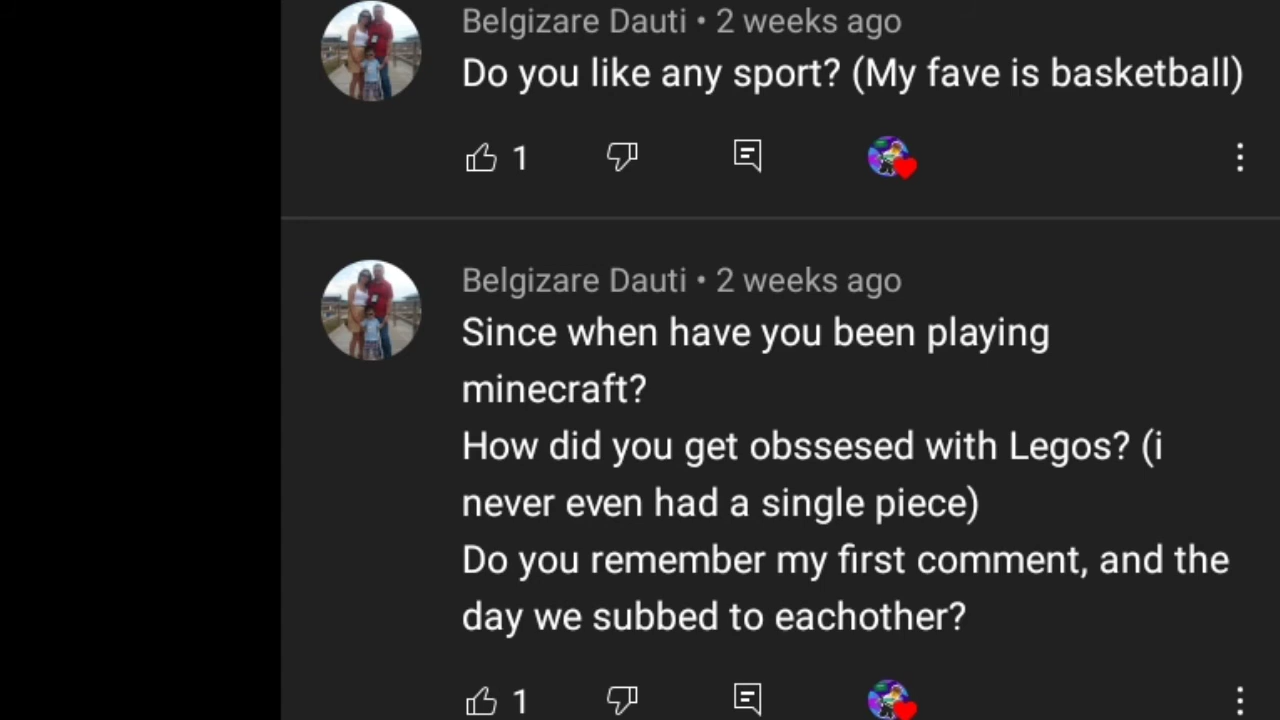 Belgizare Dauti • 2 weeks ago
Do you like any sport? (My fave is basketball)
1
Belgizare Dauti • 2 weeks ago
Since when have you been playing
minecraft?
How did you get obssesed with Legos? (i
never even had a single piece)
Do you remember my first comment, and the
day we subbed to eachother?
1